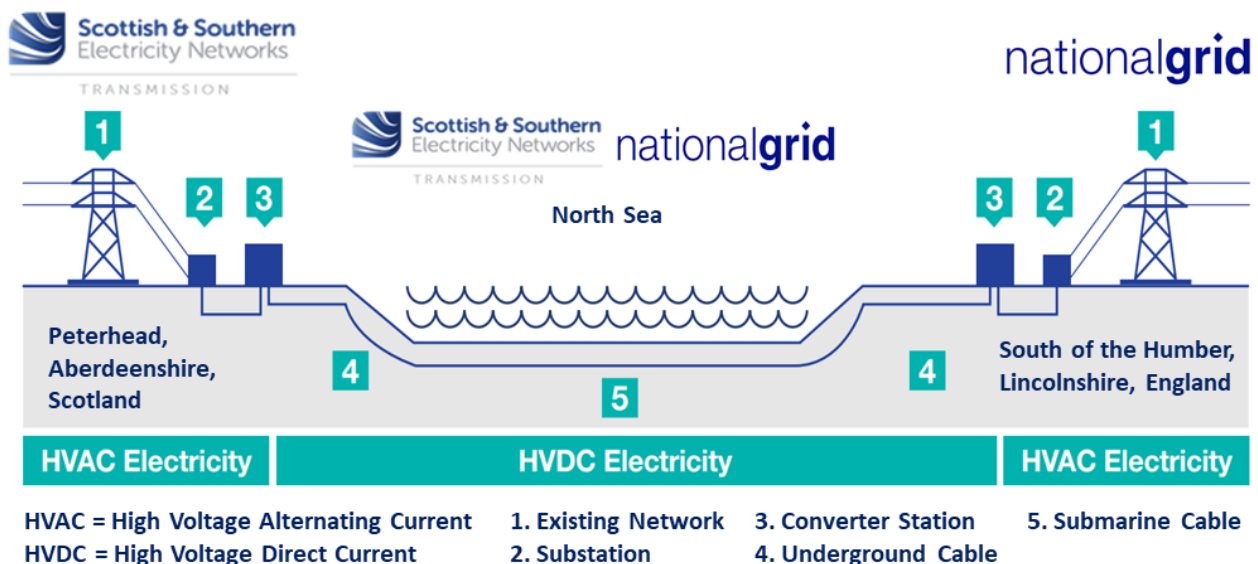 Scottish & Southern
Electricity Networks
TRANSMISSION
nationalgrid
Scottish & Southern
Electricity Networks
TRANSMISSION
nationalgrid
1
1
2
3
North Sea
3
2
Peterhead,
Aberdeenshire,
Scotland
4
5
4
South of the Humber,
Lincolnshire, England
HVAC Electricity
HVDC Electricity
HVAC Electricity
HVAC = High Voltage Alternating Current
HVDC = High Voltage Direct Current
1. Existing Network
2. Substation
3. Converter Station
4. Underground Cable
5. Submarine Cable